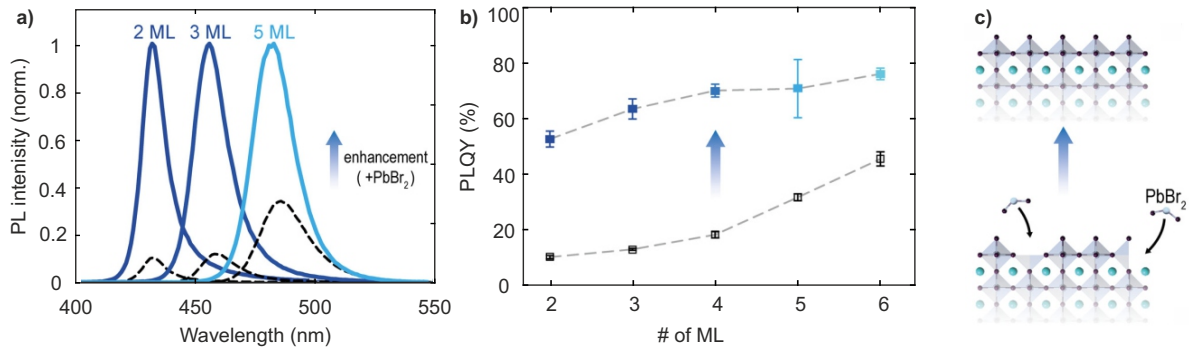 a)
2 ML
3 ML
5 ML
PL intenisity (norm.)
1
0.8
0.6
0.4
0.2
0
enhancement
( +PbBr₂)
400
450
500
550
Wavelength (nm)
b)
PLQY (%)
100
80
60
40
20
0
2
3
4
5
6
# of ML
c)
PbBr₂